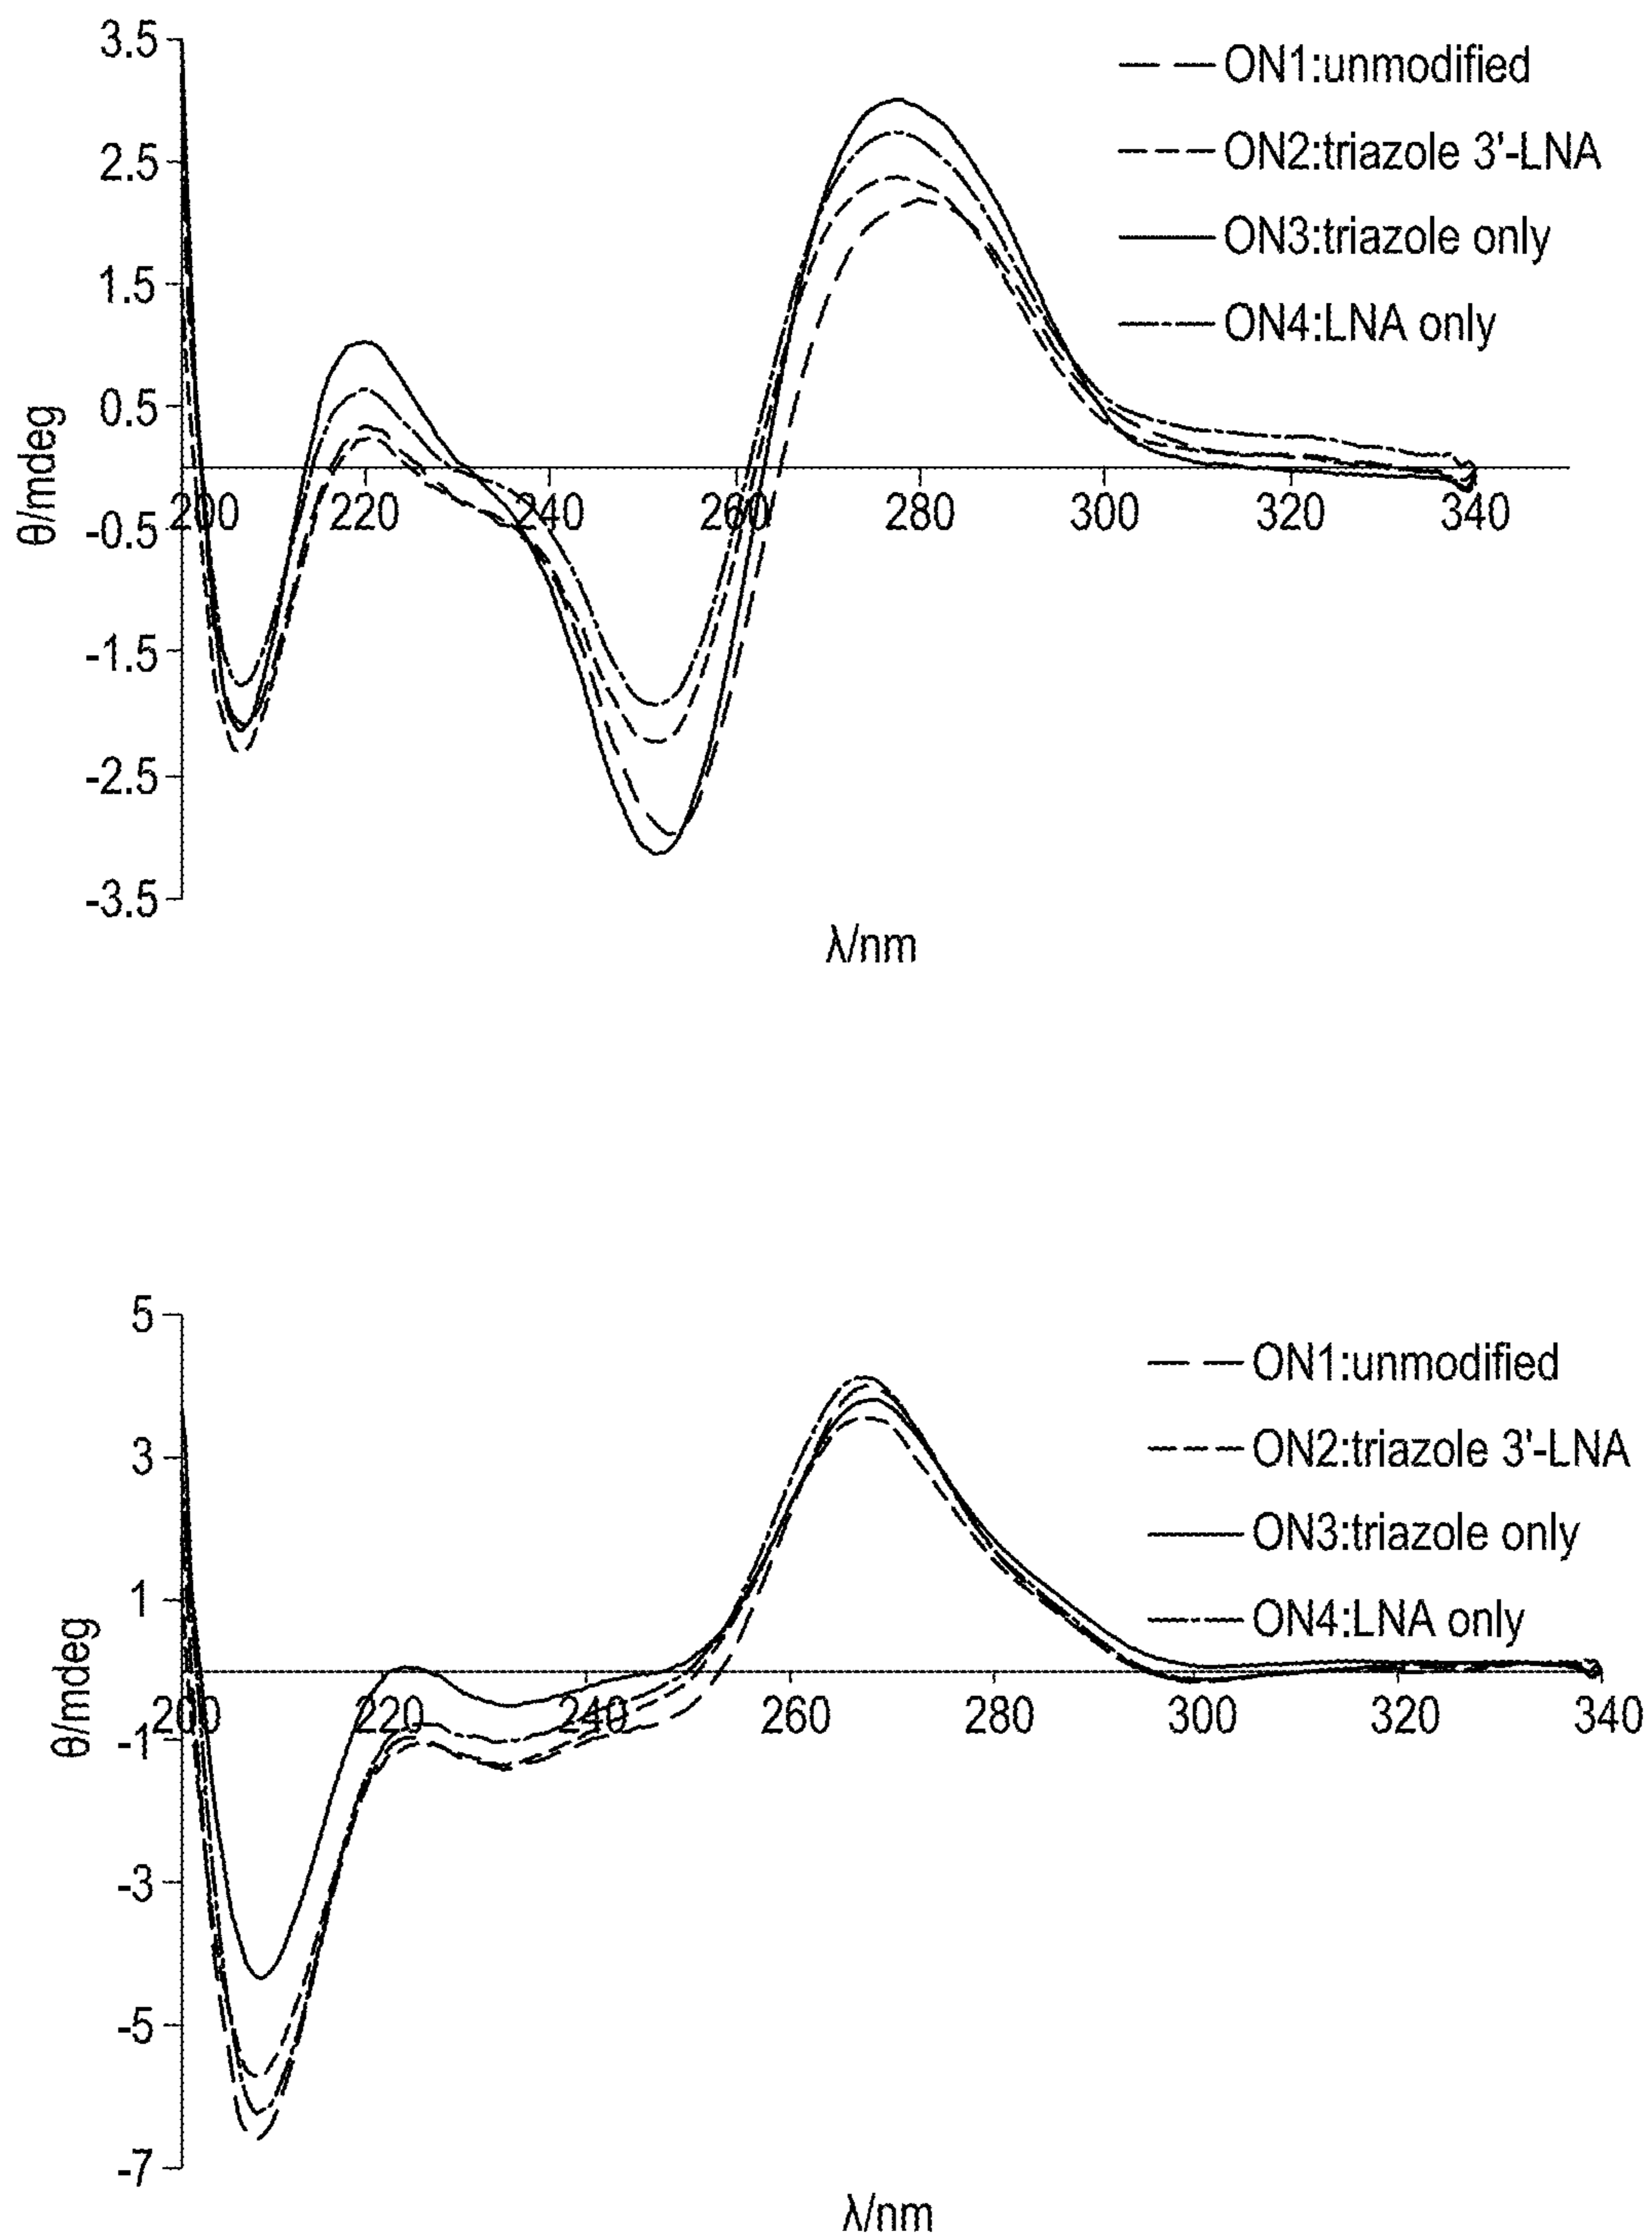 3.5
2.5
1.5
0.5
-0.5
-1.5
-2.5
-3.5
θ/mdeg
200 220 240 260 280 300 320 340
λ/nm
ON1:unmodified
ON2:triazole 3'-LNA
ON3:triazole only
ON4:LNA only
5
3
1
-1
-3
-5
-7
θ/mdeg
200 220 240 260 280 300 320 340
λ/nm
ON1:unmodified
ON2:triazole 3'-LNA
ON3:triazole only
ON4:LNA only